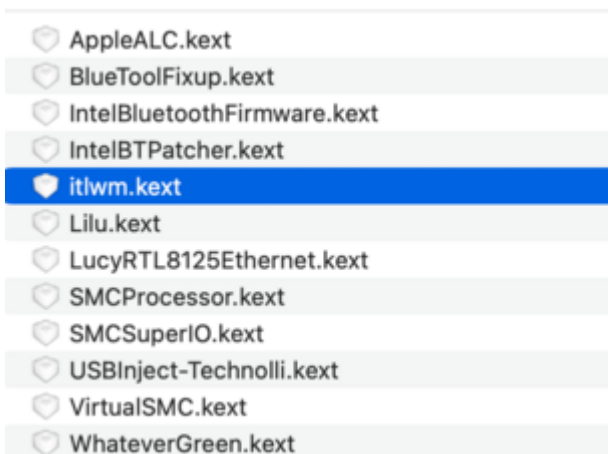 AppleALC.kext
BlueToolFixup.kext
IntelBluetoothFirmware.kext
IntelBTPatcher.kext
itlwm.kext
Lilu.kext
LucyRTL8125Ethernet.kext
SMCProcessor.kext
SMCSuperIO.kext
USBInject-Technolli.kext
VirtualSMC.kext
WhateverGreen.kext